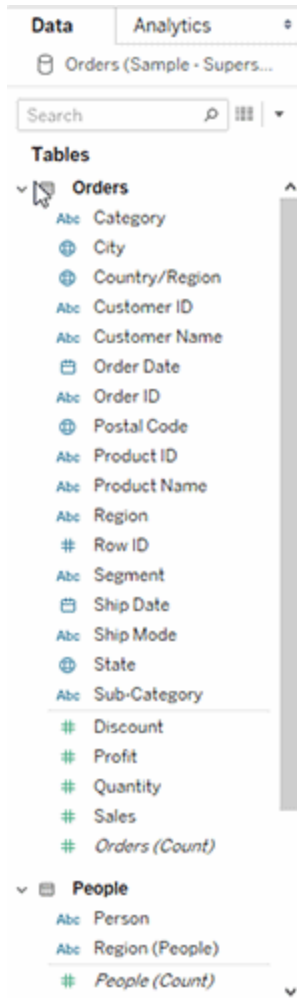 Data Analytics
Orders (Sample - Supers...
Search
Tables
Orders
Abc Category
City
Country/Region
Abc Customer ID
Abc Customer Name
Order Date
Abc Order ID
Postal Code
Abc Product ID
Abc Product Name
Abc Region
# Row ID
Abc Segment
Ship Date
Abc Ship Mode
State
Abc Sub-Category
# Discount
# Profit
# Quantity
# Sales
# Orders (Count)
People
Abc Person
Abc Region (People)
# People (Count)